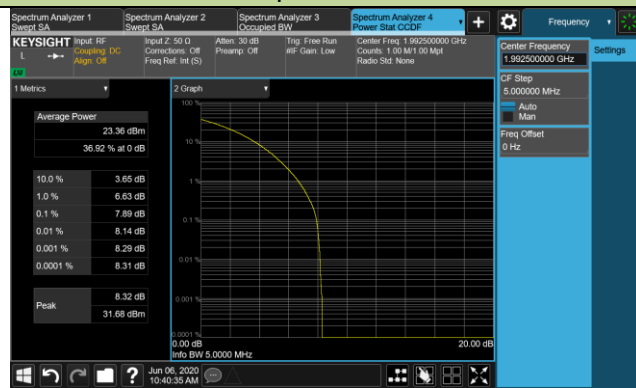 Spectrum Analyzer 1
Swept SA
Spectrum Analyzer 2
Swept SA
Spectrum Analyzer 3
Occupied BW
Spectrum Analyzer 4
Power Stat CCDF
Frequency
KEYSIGHT
L
LXI
Input: RF
Coupling: DC
Align: Off
Input Z: 50 Ω
Corrections: Off
Freq Ref: Int (S)
Atten: 30 dB
Preamp: Off
Trig: Free Run
#IF Gain: Low
Center Freq: 1.992500000 GHz
Counts: 1.00 M/1.00 Mpt
Radio Std: None
Center Frequency
1.992500000 GHz
Settings
CF Step
5.000000 MHz
Auto
Man
Freq Offset
0 Hz
1 Metrics
Average Power
23.36 dBm
36.92 % at 0 dB
10.0 % 3.65 dB
1.0 % 6.63 dB
0.1 % 7.89 dB
0.01 % 8.14 dB
0.001 % 8.29 dB
0.0001 % 8.31 dB
Peak
8.32 dB
31.68 dBm
2 Graph
100 %
10 %
1 %
0.1 %
0.01 %
0.001 %
0.0001 %
0.00 dB
20.00 dB
Info BW 5.0000 MHz
?
Jun 06, 2020
10:40:35 AM